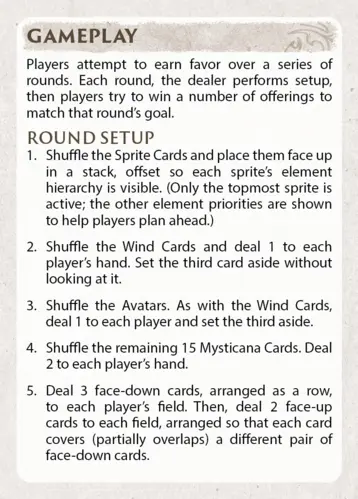 GAMEPLAY
Players attempt to earn favor over a series of
rounds. Each round, the dealer performs setup,
then players try to win a number of offerings to
match that round's goal.
ROUND SETUP
1. Shuffle the Sprite Cards and place them face up
in a stack, offset so each sprite's element
hierarchy is visible. (Only the topmost sprite is
active; the other element priorities are shown
to help players plan ahead.)
2. Shuffle the Wind Cards and deal 1 to each
player's hand. Set the third card aside without
looking at it.
3. Shuffle the Avatars. As with the Wind Cards,
deal 1 to each player and set the third aside.
4. Shuffle the remaining 15 Mysticana Cards. Deal
2 to each player's hand.
5. Deal 3 face-down cards, arranged as a row,
to each player's field. Then, deal 2 face-up
cards to each field, arranged so that each card
covers (partially overlaps) a different pair of
face-down cards.